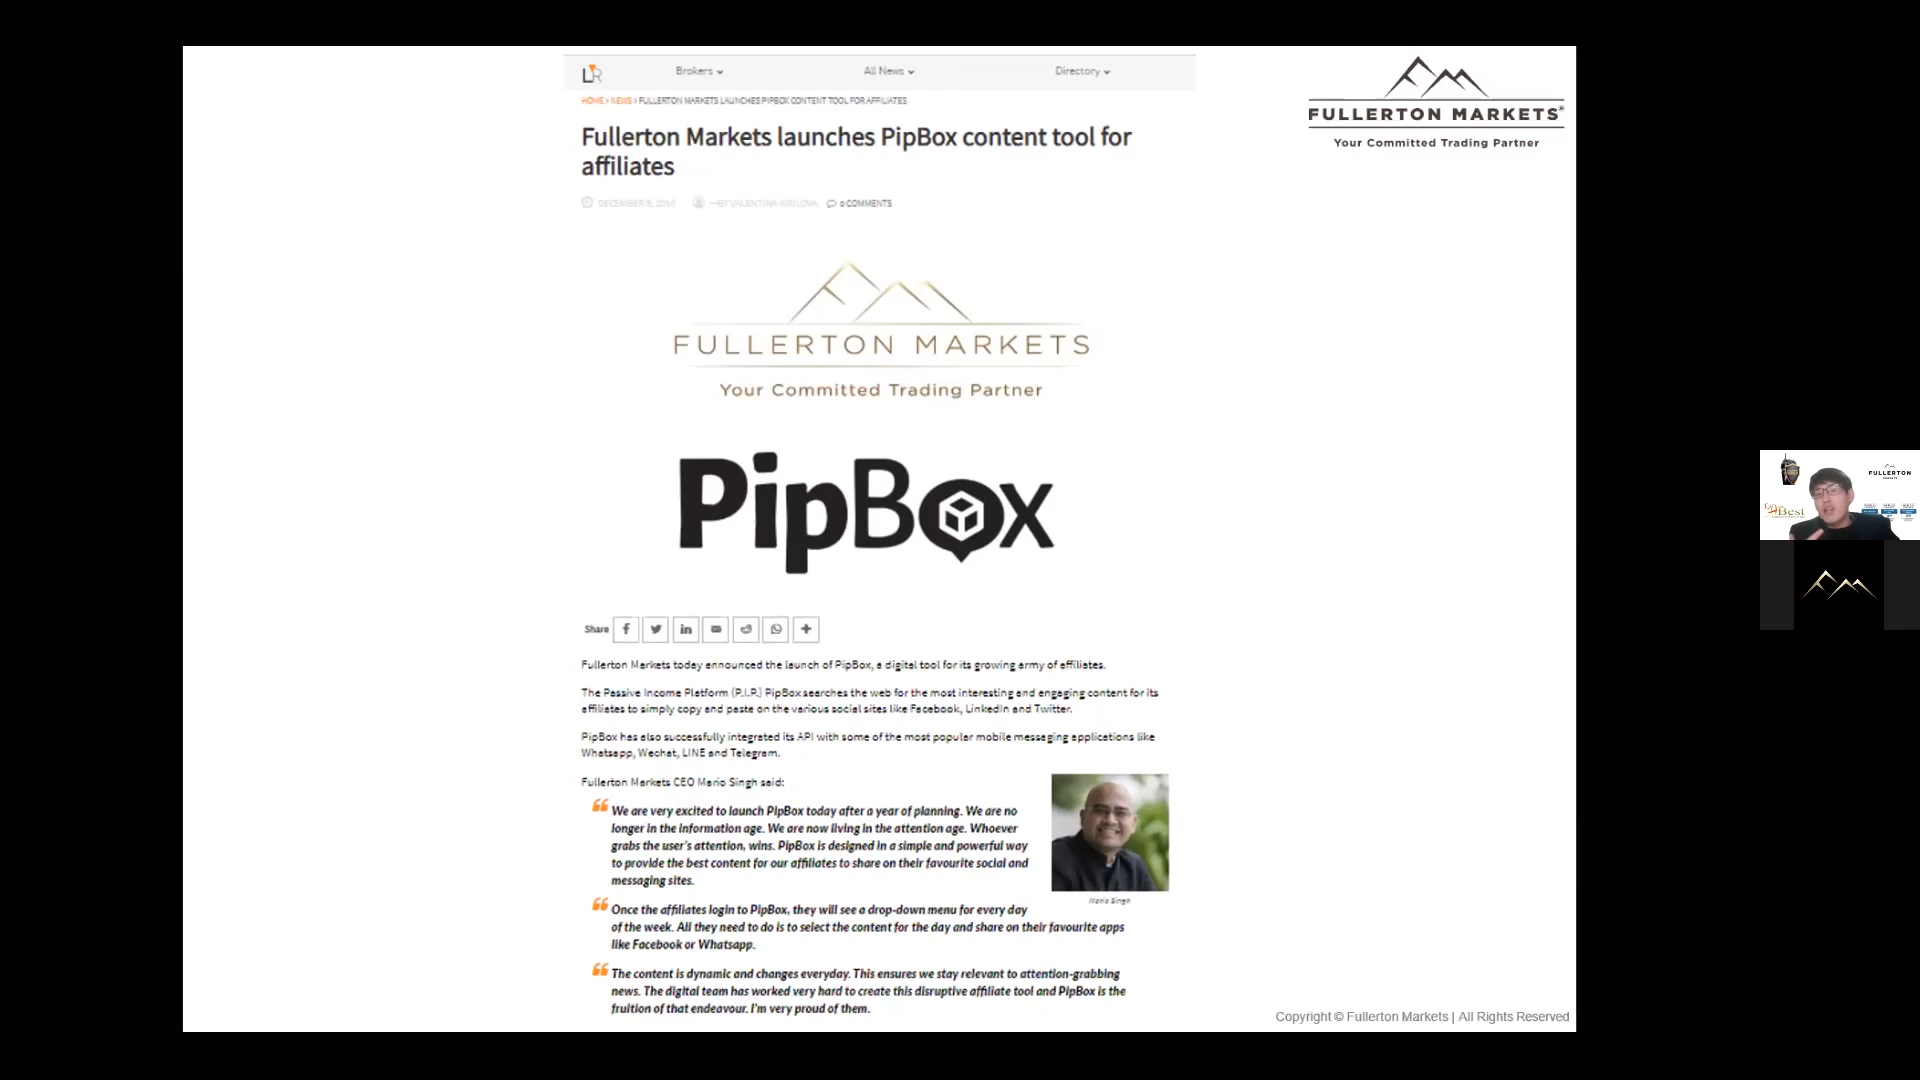 LR
Brokers
All News
Directory
HOME > NEWS > FULLERTON MARKETS LAUNCHES PIPBOX CONTENT TOOL FOR AFFILIATES
Fullerton Markets launches PipBox content tool for
affiliates
DECEMBER 8, 2016 —BY VALENTINA KIRILOVA 0 COMMENTS
FULLERTON MARKETS
Your Committed Trading Partner
PipBox
Share
Fullerton Markets today announced the launch of PipBox, a digital tool for its growing army of affiliates.
The Passive Income Platform (P.I.P.) PipBox searches the web for the most interesting and engaging content for its
affiliates to simply copy and paste on the various social sites like Facebook, LinkedIn and Twitter.
PipBox has also successfully integrated its API with some of the most popular mobile messaging applications like
Whatsapp, Wechat, LINE and Telegram.
Fullerton Markets CEO Mario Singh said:
We are very excited to launch PipBox today after a year of planning. We are no
longer in the information age. We are now living in the attention age. Whoever
grabs the user's attention, wins. PipBox is designed in a simple and powerful way
to provide the best content for our affiliates to share on their favourite social and
messaging sites.
Mario Singh
Once the affiliates login to PipBox, they will see a drop-down menu for every day
of the week. All they need to do is to select the content for the day and share on their favourite apps
like Facebook or Whatsapp.
The content is dynamic and changes everyday. This ensures we stay relevant to attention-grabbing
news. The digital team has worked very hard to create this disruptive affiliate tool and PipBox is the
fruition of that endeavour. I'm very proud of them.
FULLERTON MARKETS®
Your Committed Trading Partner
Copyright © Fullerton Markets | All Rights Reserved
FULLERTON
Best